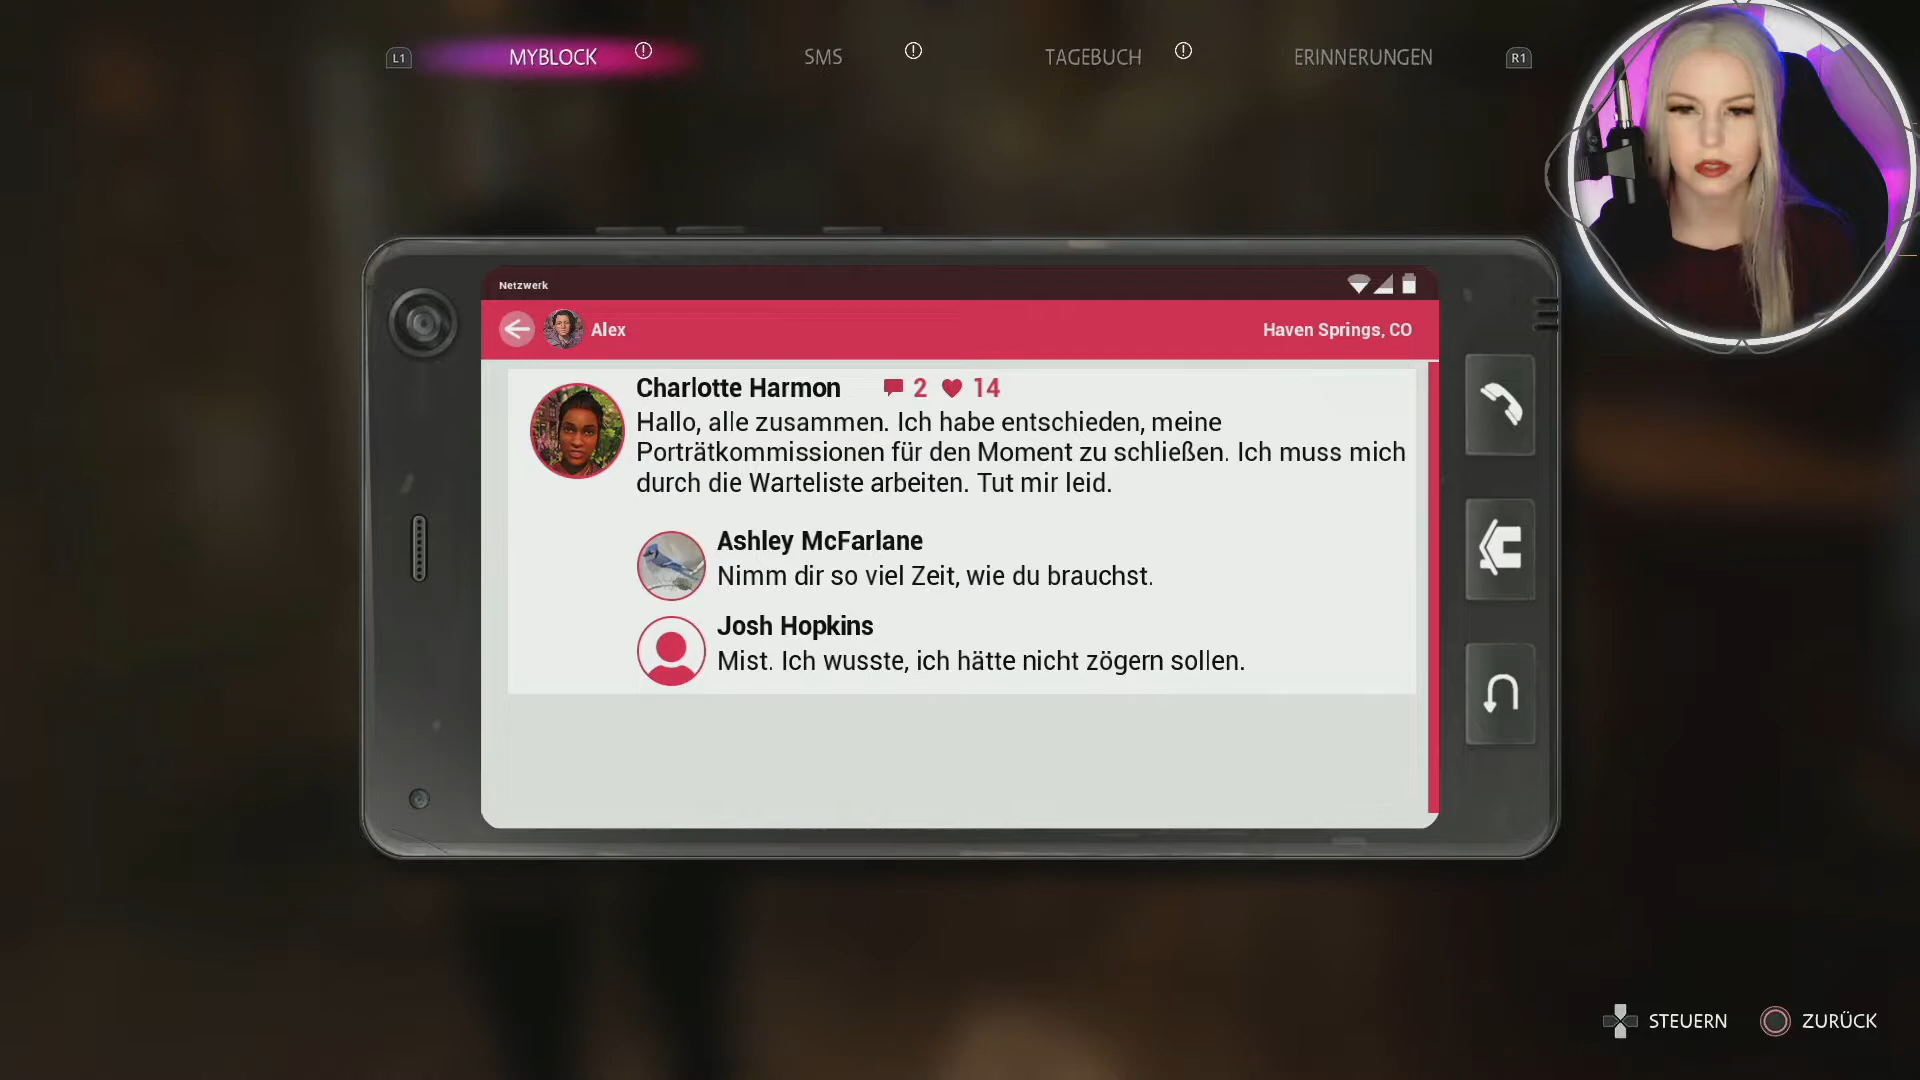 L1 MYBLOCK SMS TAGEBUCH ERINNERUNGEN R1
Netzwerk
Alex Haven Springs, CO
Charlotte Harmon 2 14
Hallo, alle zusammen. Ich habe entschieden, meine
Porträtkommissionen für den Moment zu schließen. Ich muss mich
durch die Warteliste arbeiten. Tut mir leid.
Ashley McFarlane
Nimm dir so viel Zeit, wie du brauchst.
Josh Hopkins
Mist. Ich wusste, ich hätte nicht zögern sollen.
STEUERN ZURÜCK